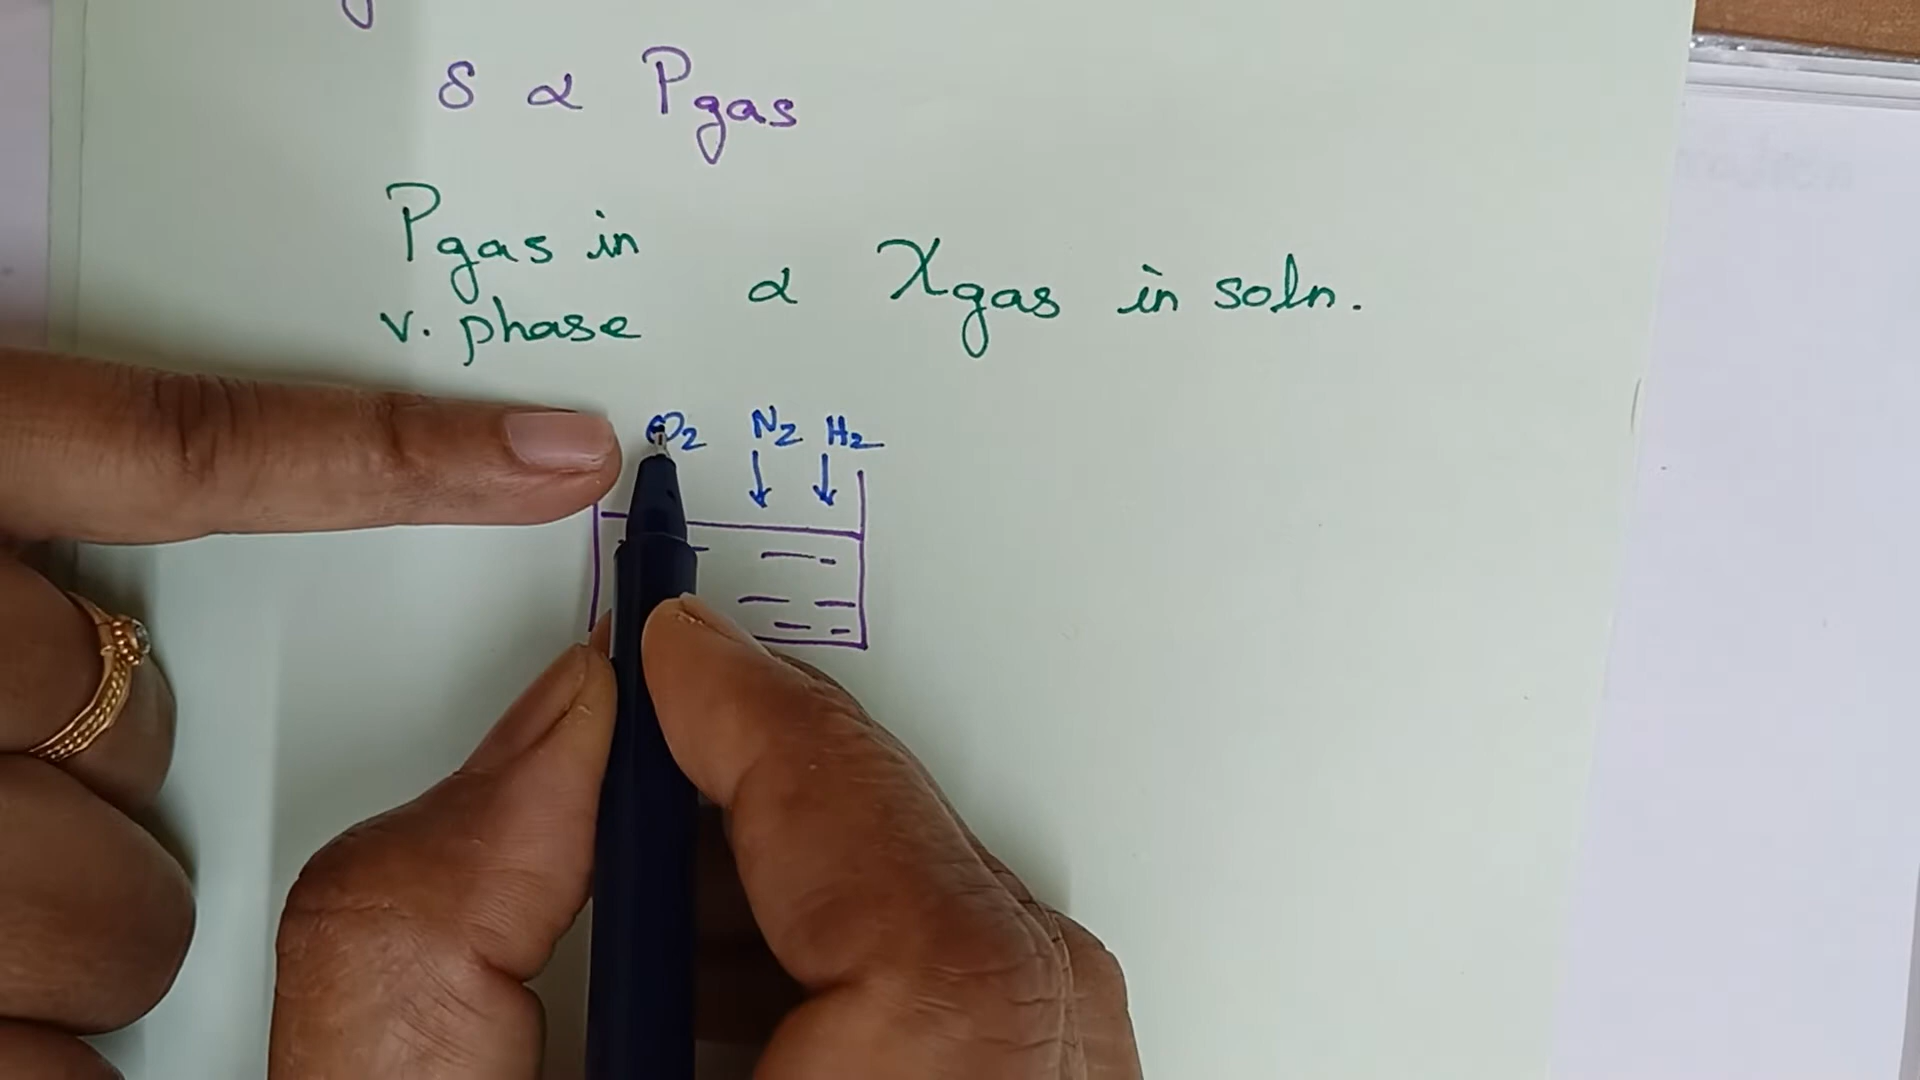 S α Pgas
Pgas in
v. phase α Xgas in soln.
O2 N2 H2